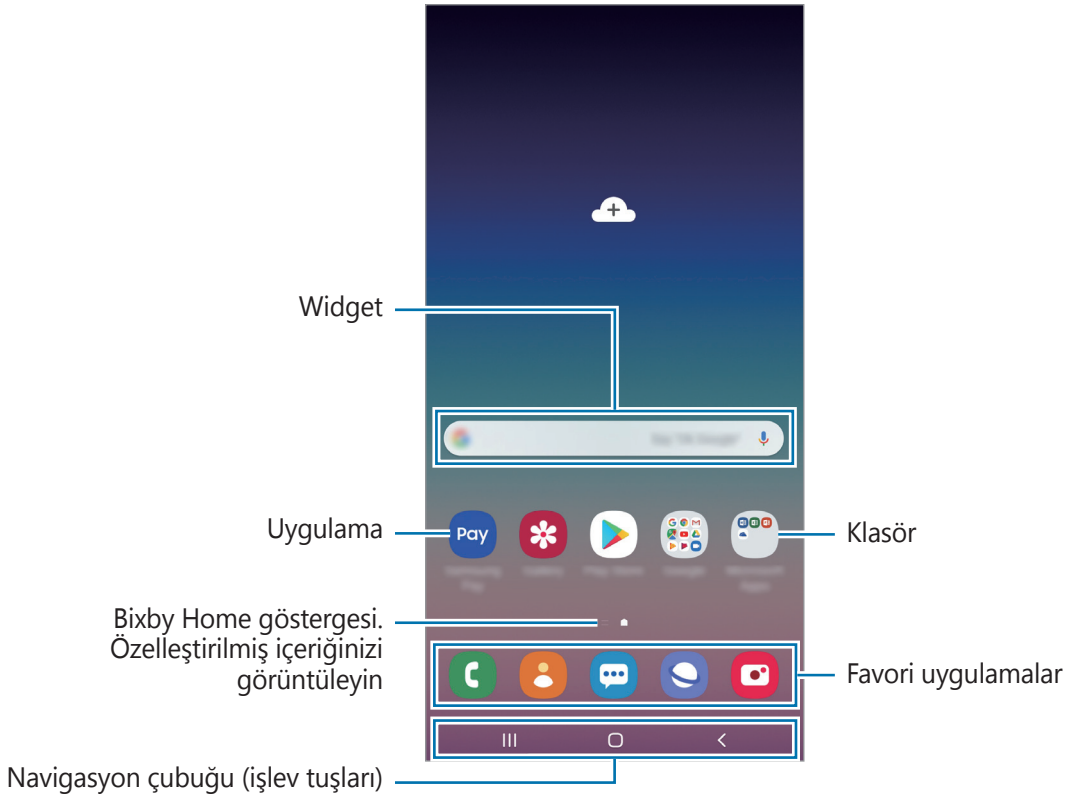 Widget
Uygulama
Pay
Klasör
Bixby Home göstergesi.
Özelleştirilmiş içeriğinizi
görüntüleyin
Favori uygulamalar
Navigasyon çubuğu (işlev tuşları)